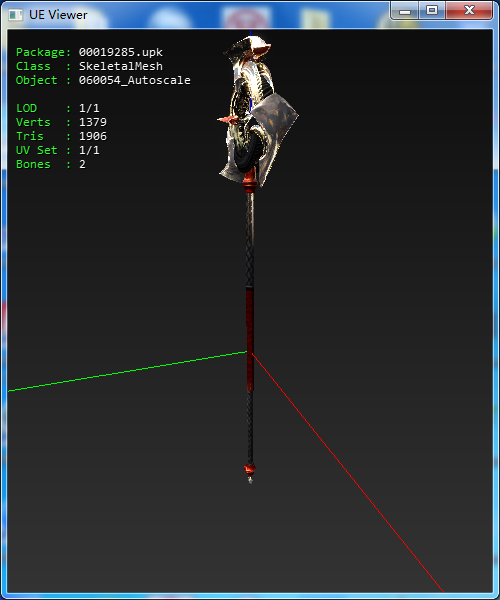 UE Viewer
Package: 00019285.upk
Class : SkeletalMesh
Object : 060054_Autoscale
LOD : 1/1
Verts : 1379
Tris : 1906
UV Set : 1/1
Bones : 2